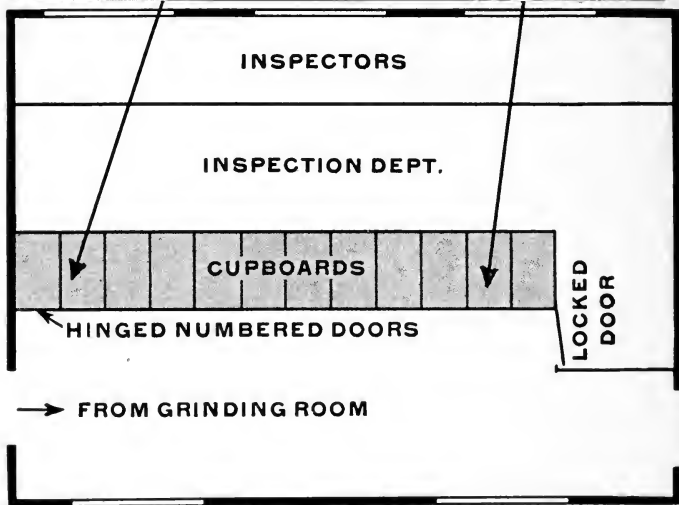 INSPECTORS
INSPECTION DEPT.
CUPBOARDS
HINGED NUMBERED DOORS
LOCKED
DOOR
FROM GRINDING ROOM